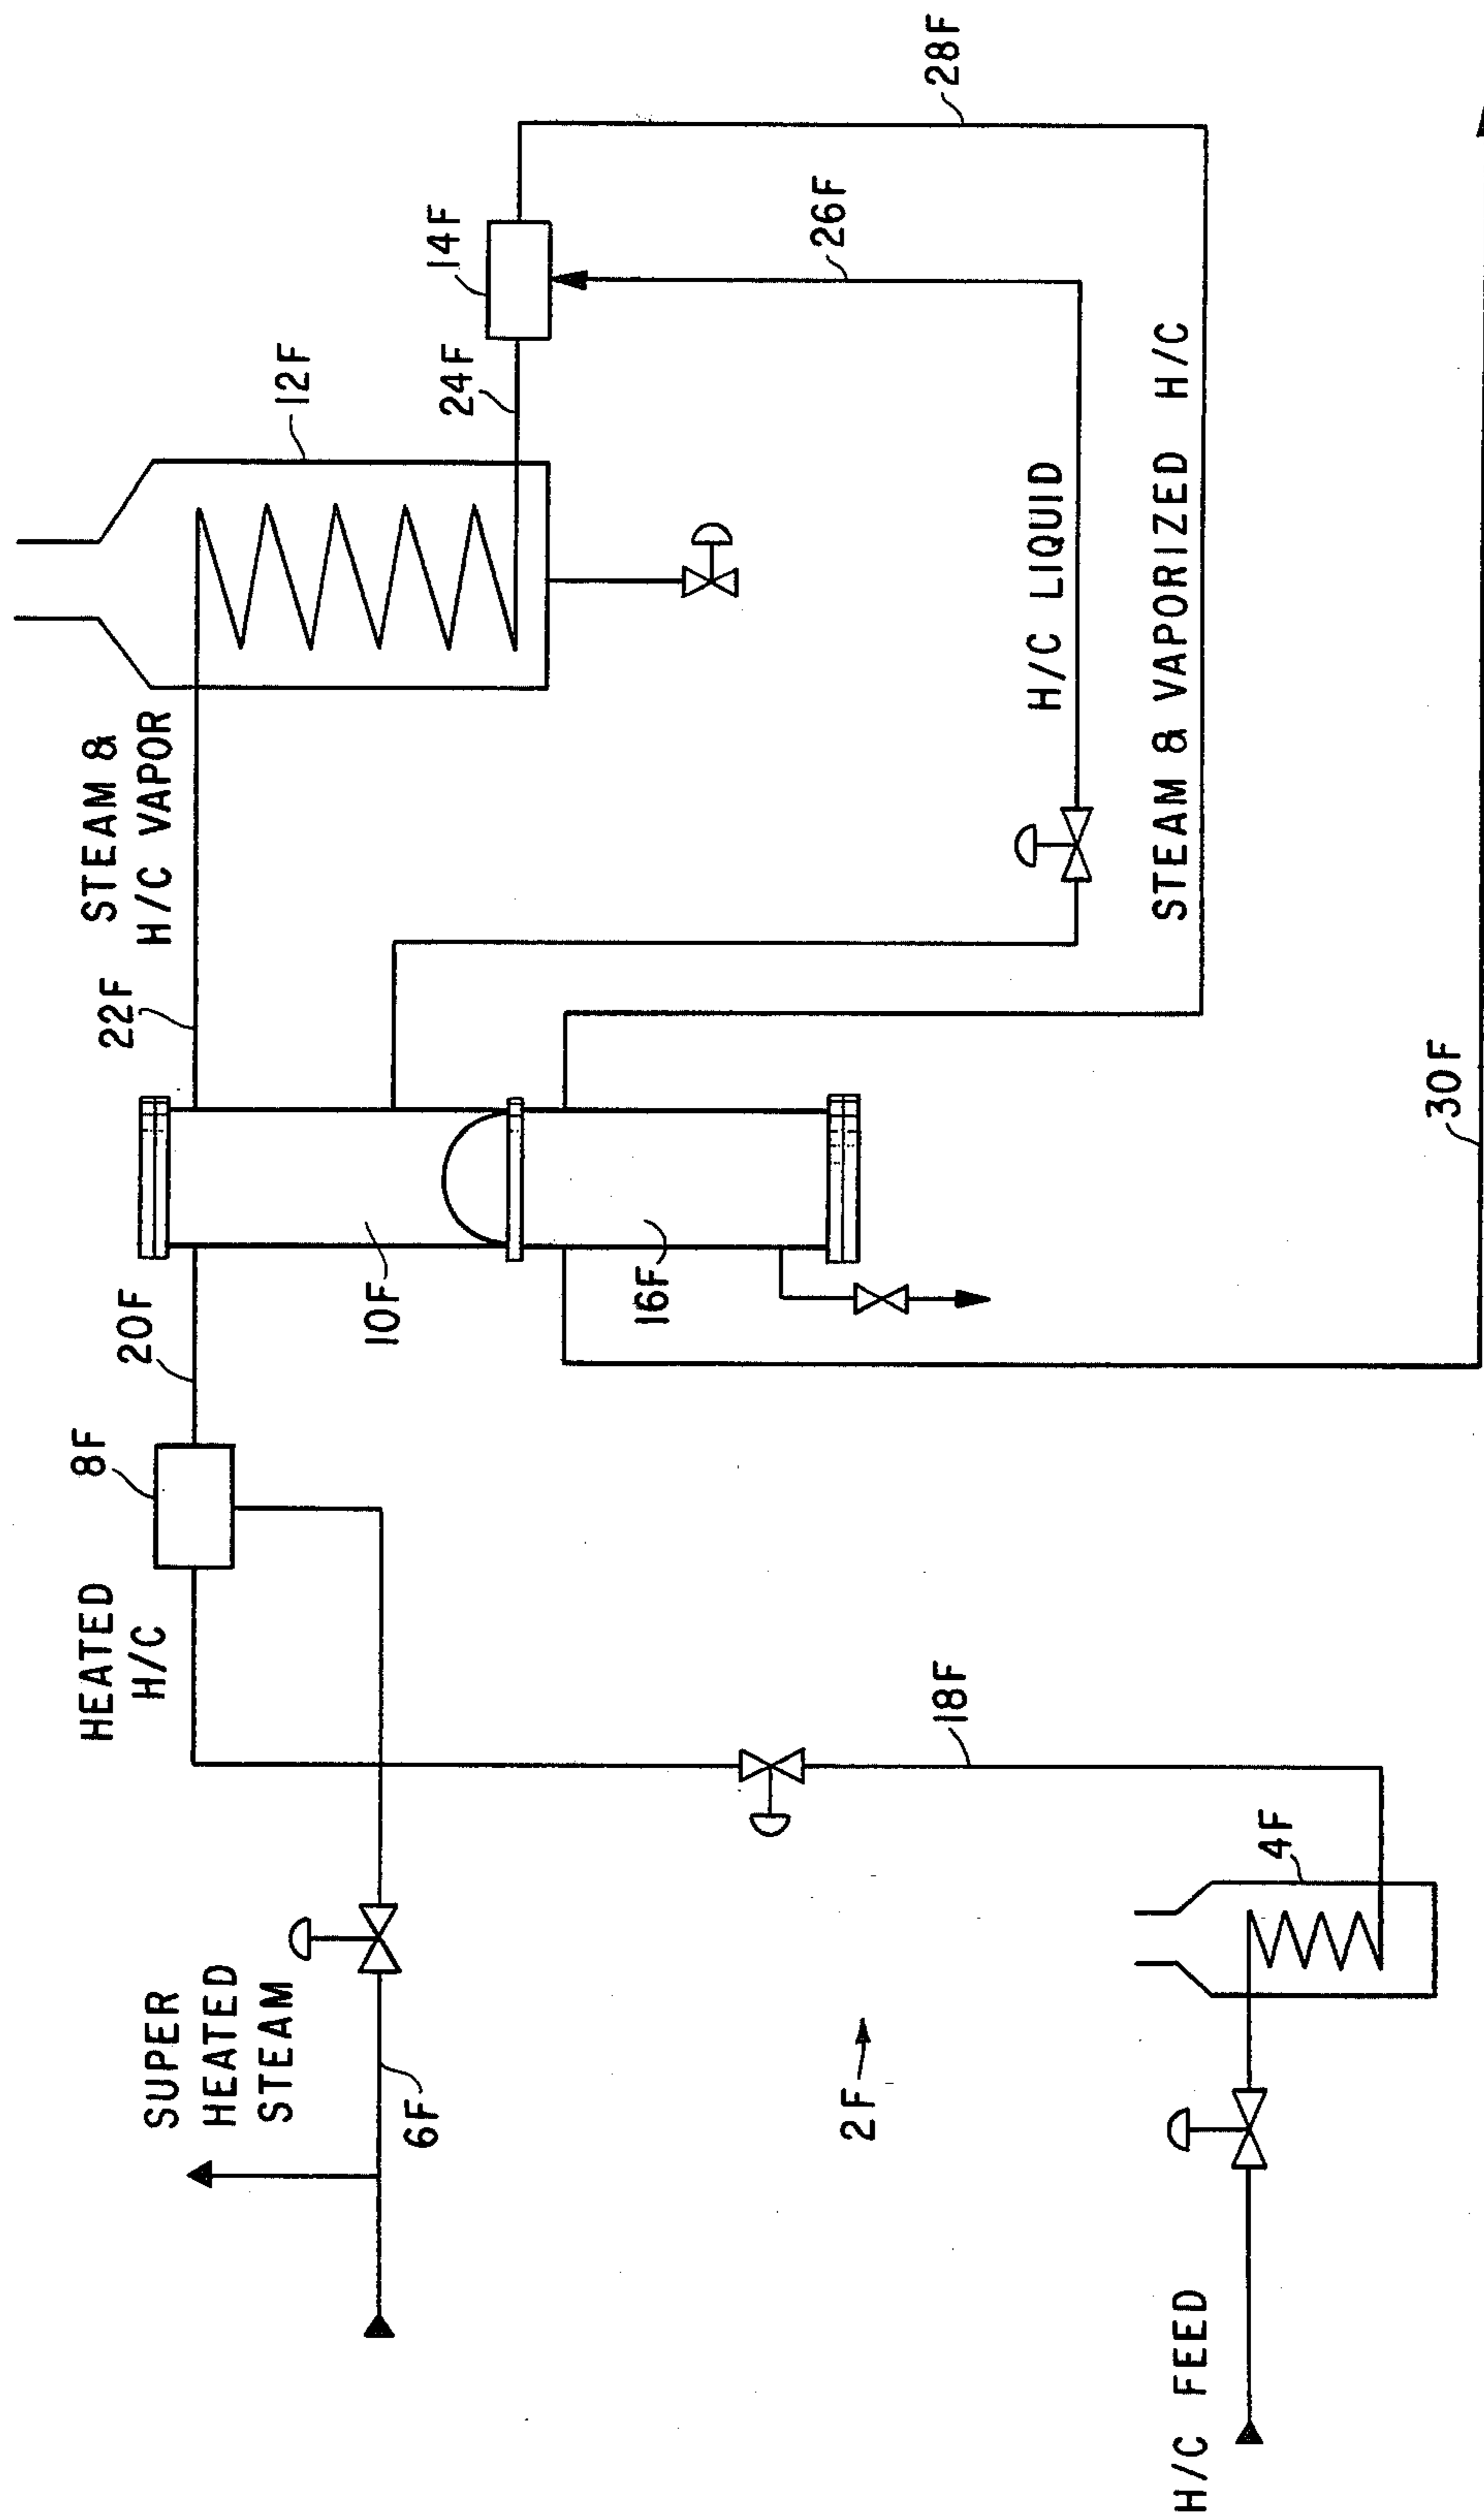 SUPER
HEATED
STEAM
6F
HEATED
H/C
8F
20F
22F
STEAM &
H/C VAPOR
12F
24F
14F
10F
16F
26F
28F
H/C LIQUID
STEAM & VAPORIZED H/C
18F
2F
4F
30F
H/C FEED